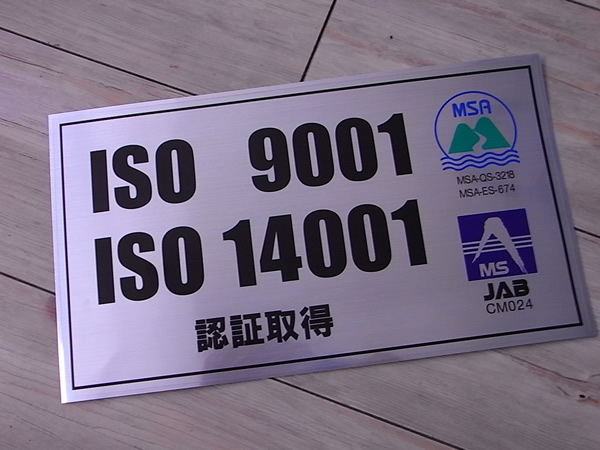 ISO 9001
ISO 14001
認証取得
MSA
MSA-QS-3218
MSA-ES-674
MS
JAB
CM024